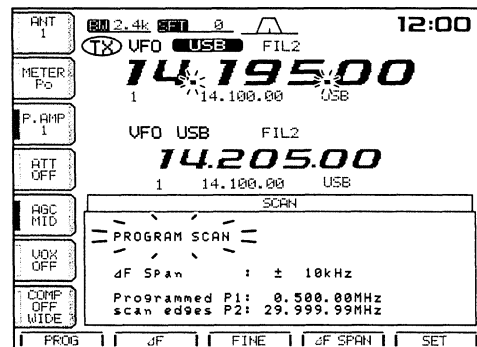 ANT 1
BW 2.4k SFT 0
12:00
TX VFO USB FIL2
METER Po
14.195.00
1 14.100.00 USB
P.AMP 1
VFO USB FIL2
ATT OFF
14.205.00
1 14.100.00 USB
AGC MID
SCAN
PROGRAM SCAN
VOX OFF
⊿F SPan : ± 10kHz
COMP OFF WIDE
Programmed P1: 0.500.00MHz
scan edges P2: 29.999.99MHz
PROG ⊿F FINE ⊿F SPAN SET